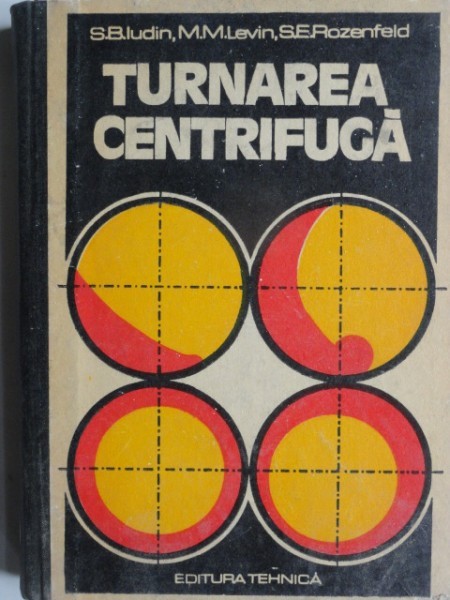 S.B.Iudin, M.M.Levin, S.E.Rozenfeld
TURNAREA
CENTRIFUGĂ
EDITURA TEHNICĂ